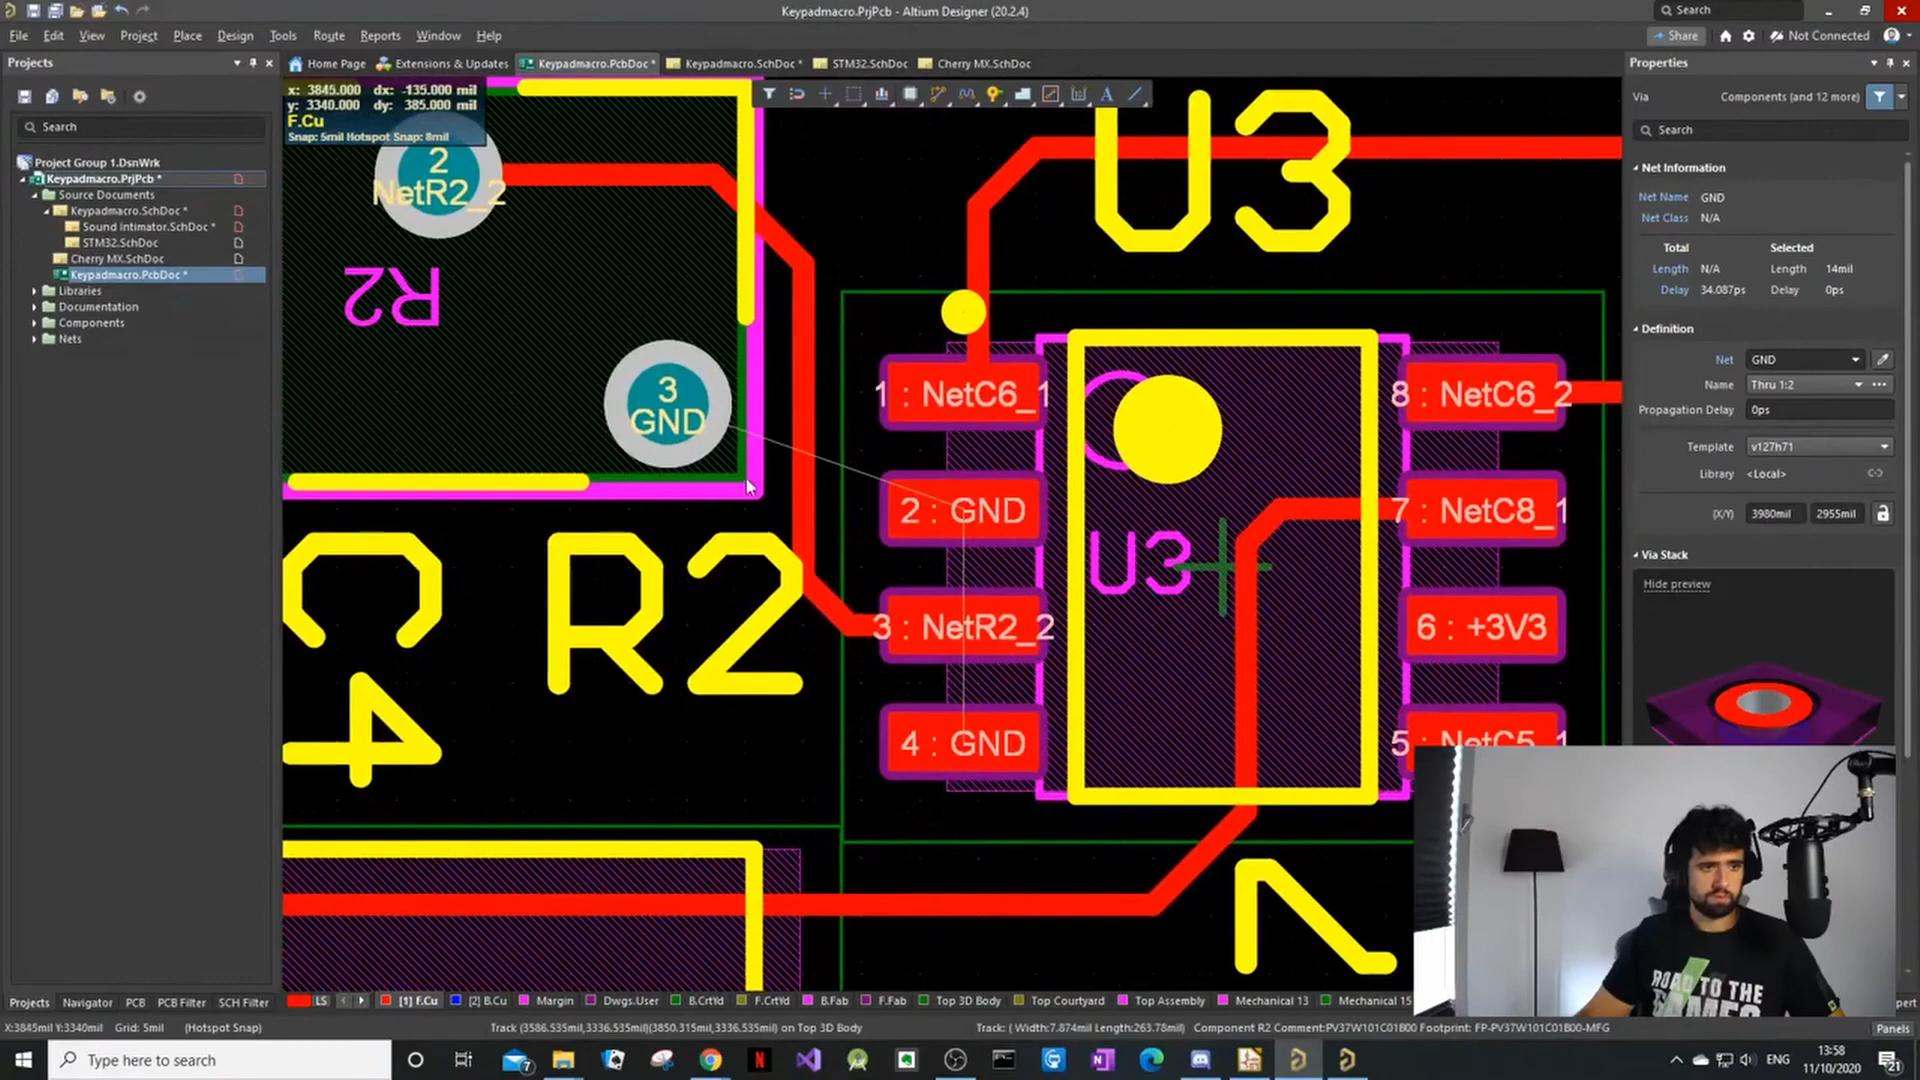 Keypadmacro.PrjPcb - Altium Designer (20.2.4)
Search
File Edit View Project Place Design Tools Route Reports Window Help
Share
Not Connected
Projects
Home Page
Extensions & Updates
Keypadmacro.PcbDoc *
Keypadmacro.SchDoc *
STM32.SchDoc
Cherry MX.SchDoc
Properties
Search
Project Group 1.DsnWrk
Keypadmacro.PrjPcb *
Source Documents
Keypadmacro.SchDoc *
Sound Intimator.SchDoc *
STM32.SchDoc
Cherry MX.SchDoc
Keypadmacro.PcbDoc *
Libraries
Documentation
Components
Nets
x: 3845.000 dx: -135.000 mil
y: 3340.000 dy: 385.000 mil
F.Cu
Snap: 5mil Hotspot Snap: 8mil
2
NetR2_2
R2
3
GND
R2
C
4
U3
1 : NetC6_1
2 : GND
3 : NetR2_2
4 : GND
U3
8 : NetC6_2
7 : NetC8_1
6 : +3V3
5 : NetC5_1
Via
Components (and 12 more)
Search
Net Information
Net Name GND
Net Class N/A
Total Selected
Length N/A Length 14mil
Delay 34.087ps Delay 0ps
Definition
Net GND
Name Thru 1:2
Propagation Delay 0ps
Template v127h71
Library <Local>
(X/Y) 3980mil 2955mil
Via Stack
Hide preview
ROAD TO THE
GAMES
Projects Navigator PCB PCB Filter SCH Filter
LS [1] F.Cu [2] B.Cu Margin Dwgs.User B.CrtYd F.CrtYd B.Fab F.Fab Top 3D Body Top Courtyard Top Assembly Mechanical 13 Mechanical 15
X:3845mil Y:3340mil Grid: 5mil (Hotspot Snap)
Track (3586.535mil,3336.535mil)(3850.315mil,3336.535mil) on Top 3D Body
Track: ( Width:7.874mil Length:263.78mil) Component R2 Comment:PV37W101C01B00 Footprint: FP-PV37W101C01B00-MFG
Panels
Type here to search
7
ENG
13:58
11/10/2020
21